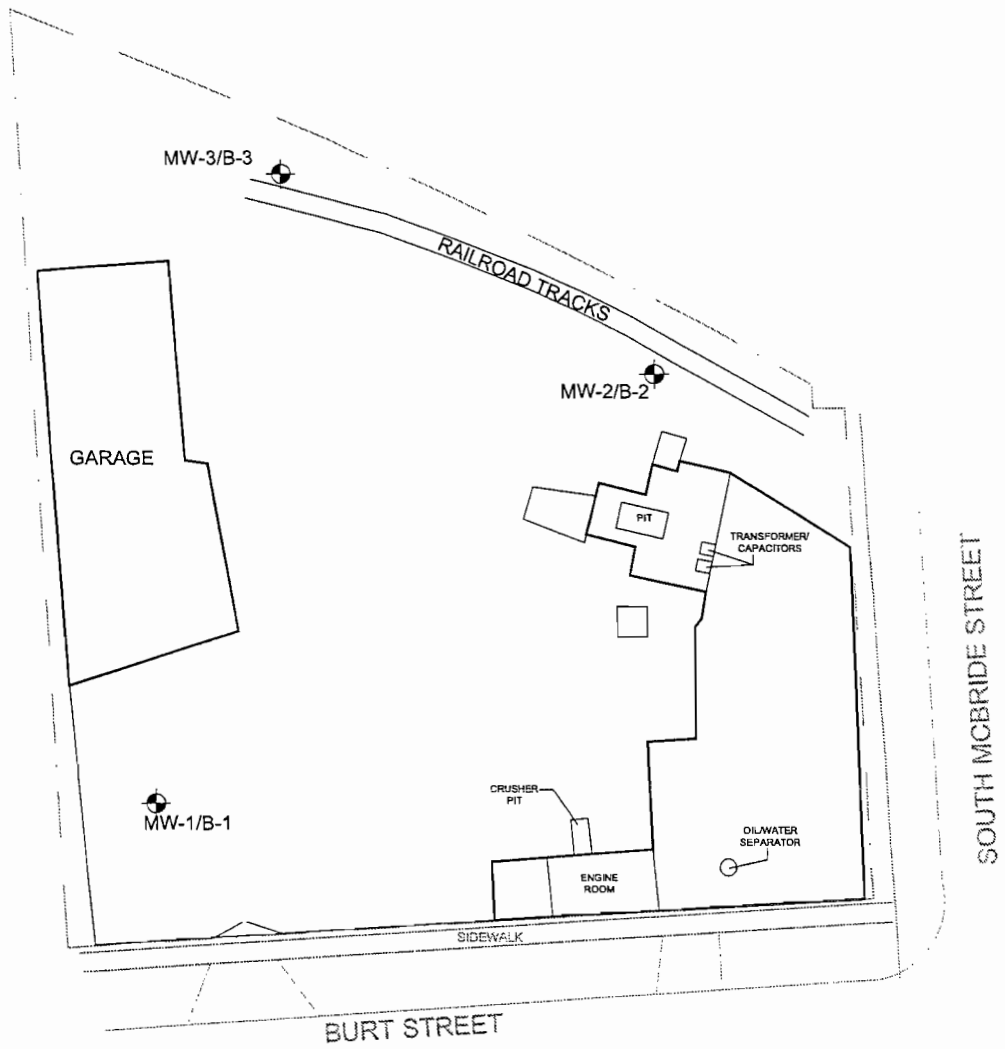 MW-3/B-3
RAILROAD TRACKS
MW-2/B-2
GARAGE
PIT
TRANSFORMER/
CAPACITORS
SOUTH MCBRIDE STREET
CRUSHER
PIT
MW-1/B-1
OIL/WATER
SEPARATOR
ENGINE
ROOM
SIDEWALK
BURT STREET